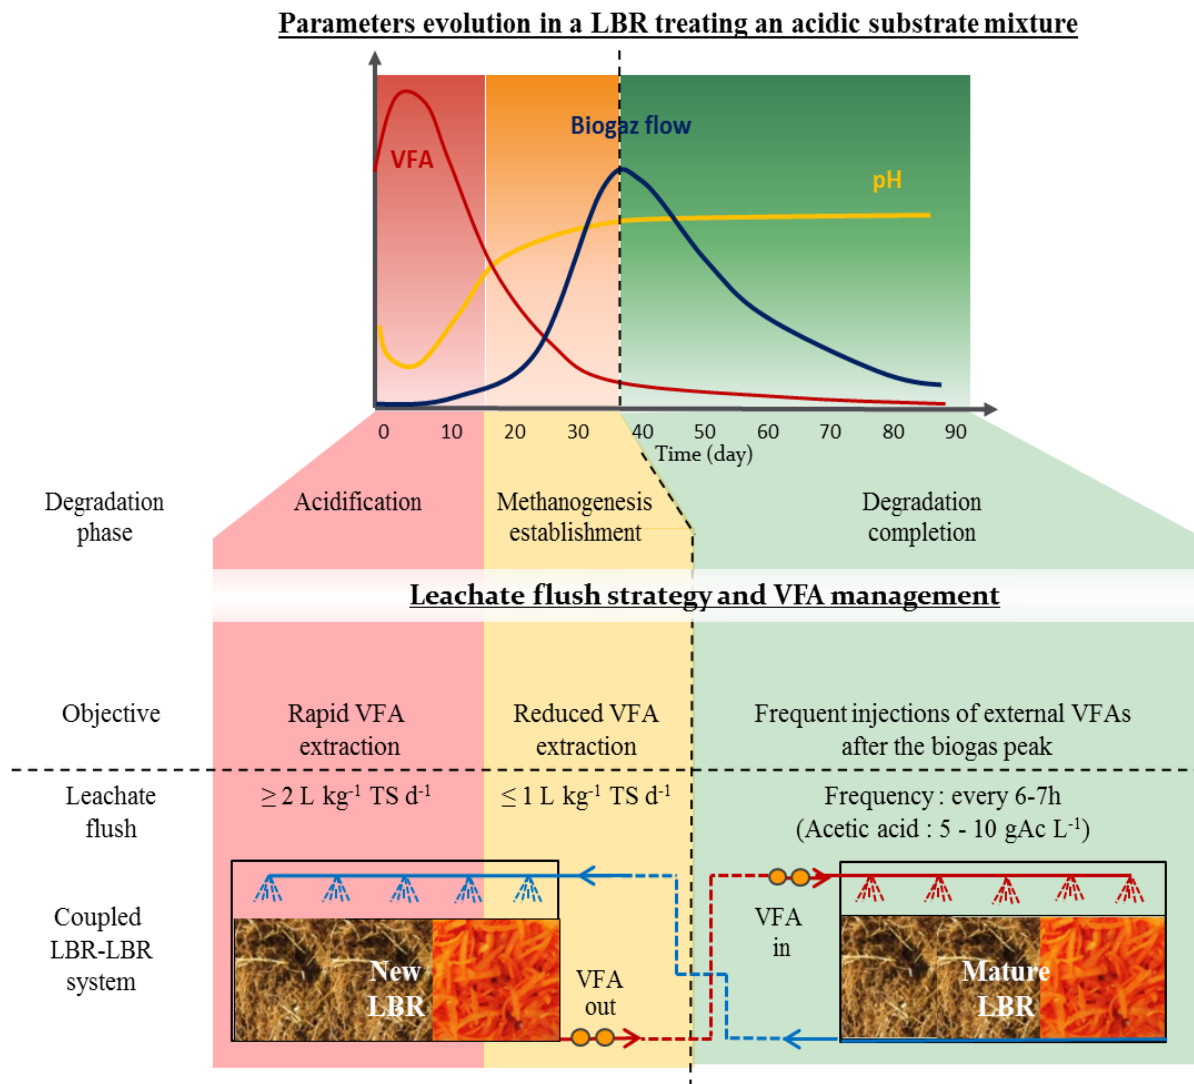 Parameters evolution in a LBR treating an acidic substrate mixture
Biogaz flow
VFA
pH
0 10 20 30 40 50 60 70 80 90
Time (day)
Degradation
phase
Acidification
Methanogenesis
establishment
Degradation
completion
Leachate flush strategy and VFA management
Objective
Rapid VFA
extraction
Reduced VFA
extraction
Frequent injections of external VFAs
after the biogas peak
Leachate
flush
≥ 2 L kg⁻¹ TS d⁻¹
≤ 1 L kg⁻¹ TS d⁻¹
Frequency : every 6-7h
(Acetic acid : 5 - 10 gAc L⁻¹)
Coupled
LBR-LBR
system
New
LBR
VFA
out
VFA
in
Mature
LBR